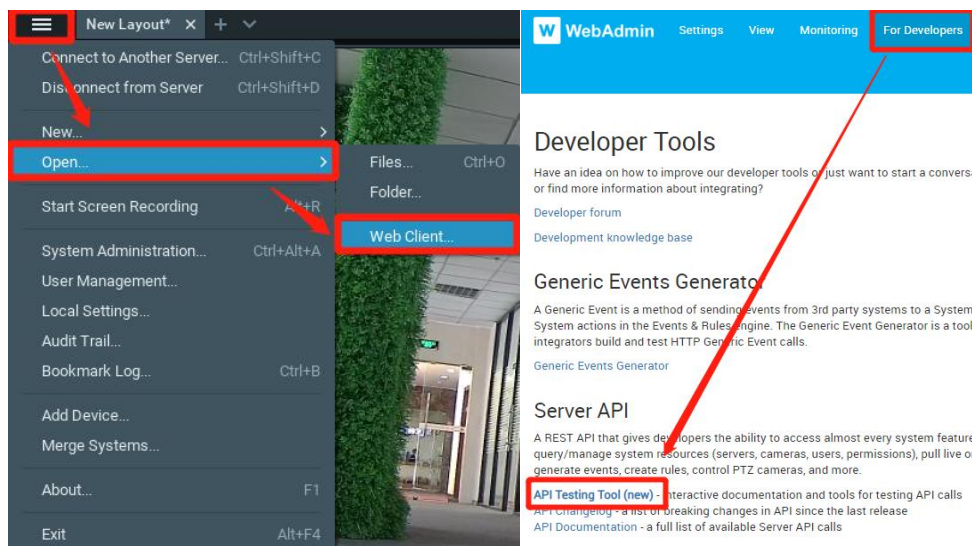 New Layout*
Connect to Another Server... Ctrl+Shift+C
Disconnect from Server Ctrl+Shift+D
New...
Open...
Start Screen Recording Alt+R
System Administration... Ctrl+Alt+A
User Management...
Local Settings...
Audit Trail...
Bookmark Log... Ctrl+B
Add Device...
Merge Systems...
About... F1
Exit Alt+F4
Files... Ctrl+O
Folder...
Web Client...
W WebAdmin Settings View Monitoring For Developers
Developer Tools
Have an idea on how to improve our developer tools or just want to start a conversa
or find more information about integrating?
Developer forum
Development knowledge base
Generic Events Generator
A Generic Event is a method of sending events from 3rd party systems to a System
System actions in the Events & Rules Engine. The Generic Event Generator is a tool
integrators build and test HTTP Generic Event calls.
Generic Events Generator
Server API
A REST API that gives developers the ability to access almost every system feature
query/manage system resources (servers, cameras, users, permissions), pull live o
generate events, create rules, control PTZ cameras, and more.
API Testing Tool (new) - interactive documentation and tools for testing API calls
API Changelog - a list of breaking changes in API since the last release
API Documentation - a full list of available Server API calls